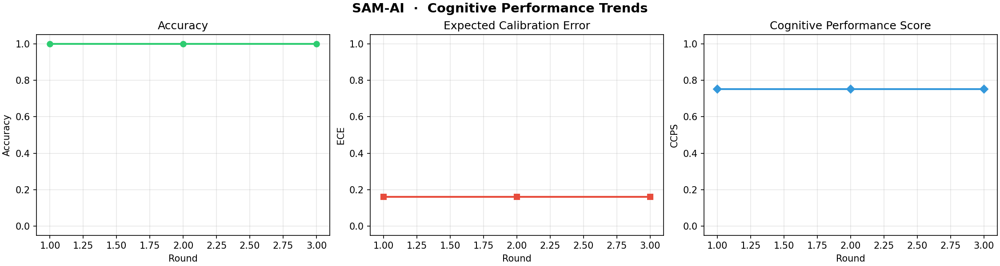 SAM-AI · Cognitive Performance Trends
Accuracy
1.0
0.8
0.6
0.4
0.2
0.0
Accuracy
1.00 1.25 1.50 1.75 2.00 2.25 2.50 2.75 3.00
Round
Expected Calibration Error
1.0
0.8
0.6
0.4
0.2
0.0
ECE
1.00 1.25 1.50 1.75 2.00 2.25 2.50 2.75 3.00
Round
Cognitive Performance Score
1.0
0.8
0.6
0.4
0.2
0.0
CCPS
1.00 1.25 1.50 1.75 2.00 2.25 2.50 2.75 3.00
Round